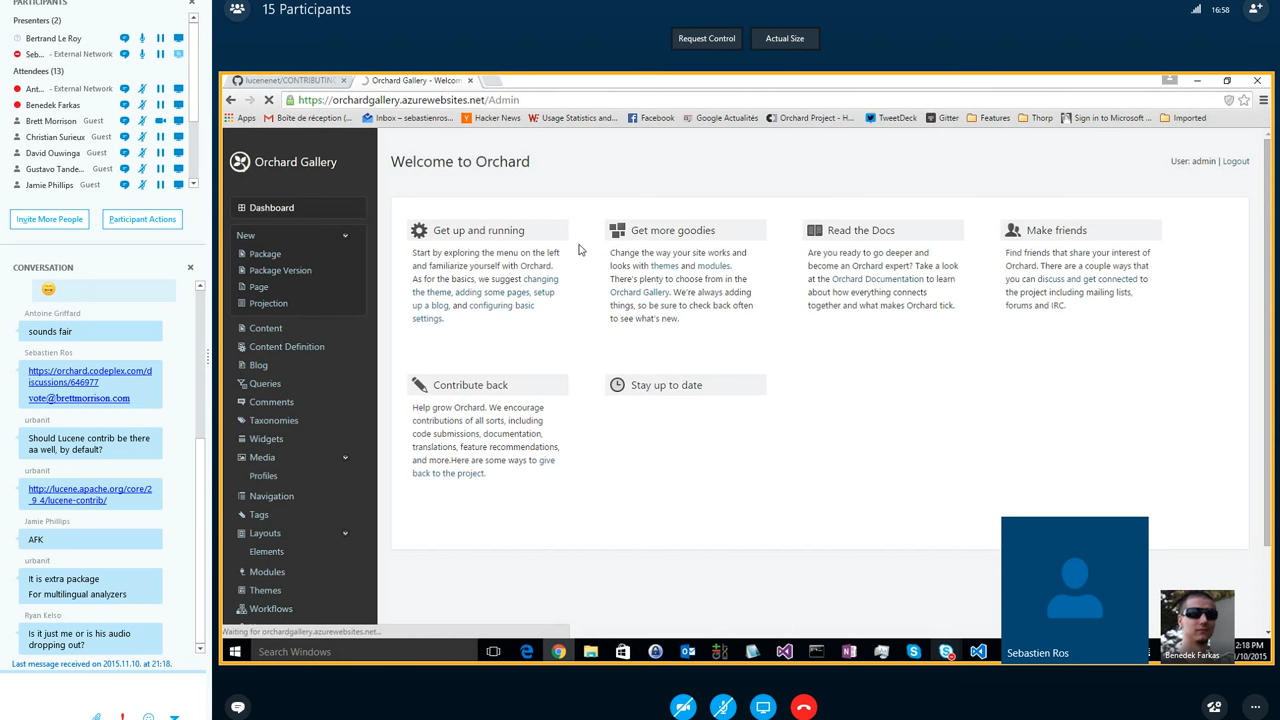 PARTICIPANTS
Presenters (2)
Bertrand Le Roy
Seb... - External Network
Attendees (13)
Ant... - External Network
Benedek Farkas
Brett Morrison Guest
Christian Surieux Guest
David Ouwinga Guest
Gustavo Tande... Guest
Jamie Phillips Guest
Invite More People
Participant Actions
CONVERSATION
Antoine Griffard
sounds fair
Sebastien Ros
https://orchard.codeplex.com/d
iscussions/646977
vote@brettmorrison.com
urbanit
Should Lucene contrib be there
aa well, by default?
urbanit
http://lucene.apache.org/core/2
_9_4/lucene-contrib/
Jamie Phillips
AFK
urbanit
It is extra package
For multilingual analyzers
Ryan Kelso
Is it just me or is his audio
dropping out?
Last message received on 2015.11.10. at 21:18.
15 Participants
16:58
Request Control
Actual Size
lucenenet/CONTRIBUTIN
Orchard Gallery - Welcom
https://orchardgallery.azurewebsites.net/Admin
Apps
Boîte de réception (
Inbox – sebastienros
Hacker News
Usage Statistics and...
Facebook
Google Actualités
Orchard Project - H...
TweetDeck
Gitter
Features
Thorp
Sign in to Microsoft ...
Imported
Orchard Gallery
Dashboard
New
Package
Package Version
Page
Projection
Content
Content Definition
Blog
Queries
Comments
Taxonomies
Widgets
Media
Profiles
Navigation
Tags
Layouts
Elements
Modules
Themes
Workflows
Waiting for orchardgallery.azurewebsites.net...
Welcome to Orchard
User: admin | Logout
Get up and running
Start by exploring the menu on the left
and familiarize yourself with Orchard.
As for the basics, we suggest changing
the theme, adding some pages, setup
up a blog, and configuring basic
settings.
Get more goodies
Change the way your site works and
looks with themes and modules.
There's plenty to choose from in the
Orchard Gallery. We're always adding
things, so be sure to check back often
to see what's new.
Read the Docs
Are you ready to go deeper and
become an Orchard expert? Take a
look at the Orchard Documentation to
learn about how everything connects
together and what makes Orchard tick.
Make friends
Find friends that share your interest of
Orchard. There are a couple ways that
you can discuss and get connected to
the project including mailing lists,
forums and IRC.
Contribute back
Help grow Orchard. We encourage
contributions of all sorts, including
code submissions, documentation,
translations, feature recommendations,
and more.Here are some ways to give
back to the project.
Stay up to date
Search Windows
Sebastien Ros
Benedek Farkas
2:18 PM
/10/2015